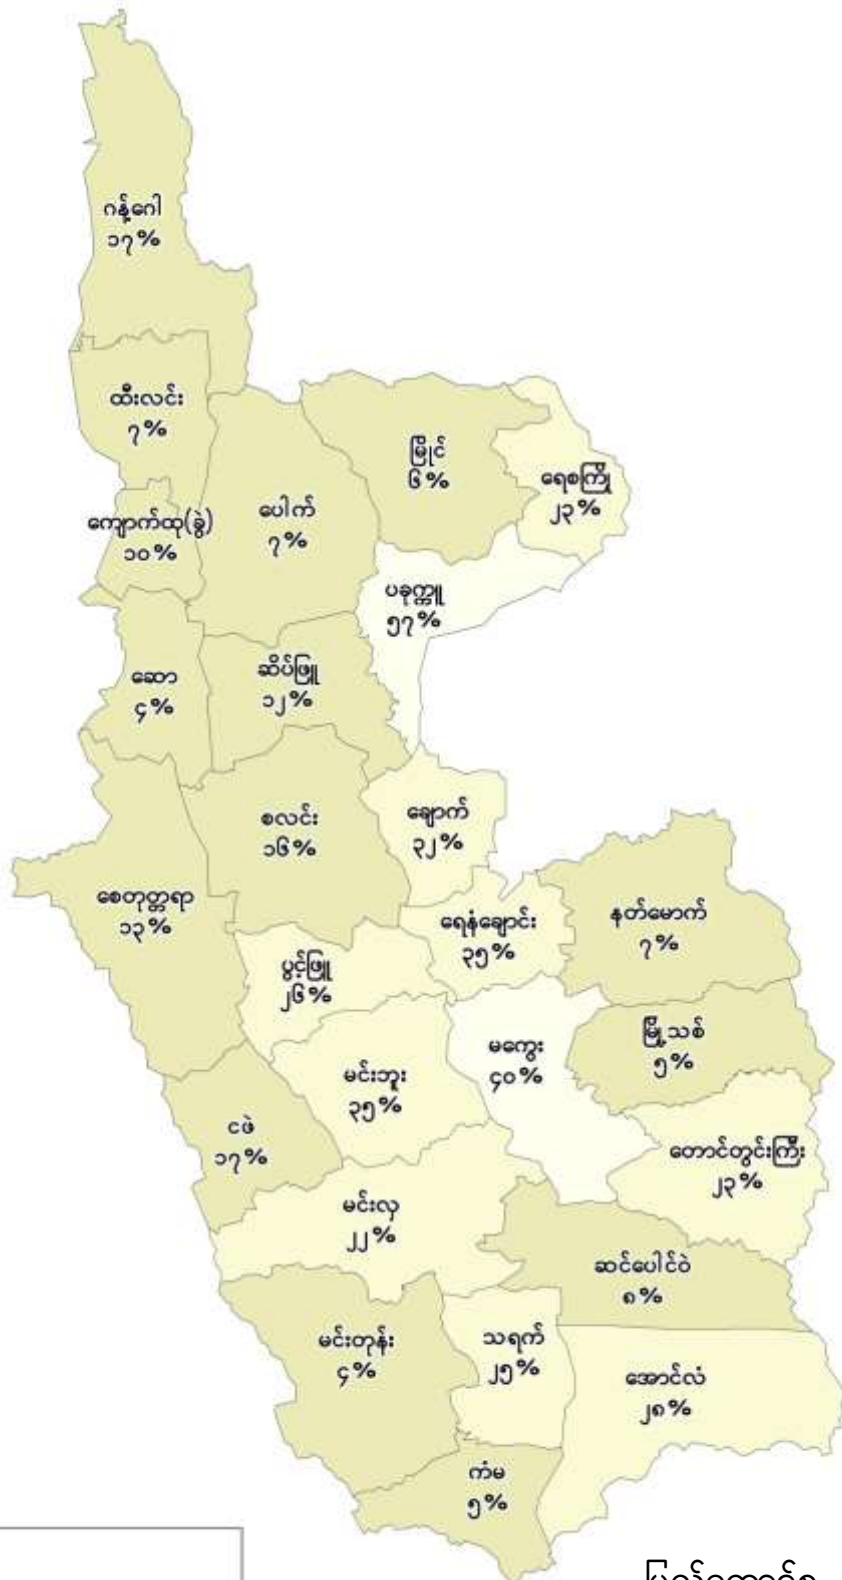 ဂန့်ဂေါ
၁၇%
ထီးလင်း
၇%
မြိုင်
၆%
ရေစကြို
၂၃%
ကျောက်ထု(ခွဲ)
၁၀%
ပေါက်
၇%
ပခုက္ကူ
၅၇%
ဆော
၄%
ဆိပ်ဖြူ
၁၂%
စလင်း
၁၆%
ချောက်
၃၂%
စေတုတ္တရာ
၁၃%
ရေနံချောင်း
၃၅%
နတ်မောက်
၇%
ပွင့်ဖြူ
၂၆%
မင်းဘူး
၃၅%
မကွေး
၄၀%
မြို့သစ်
၅%
ငဖဲ
၁၇%
တောင်တွင်းကြီး
၂၃%
မင်းလှ
၂၂%
ဆင်ပေါင်ဝဲ
၈%
မင်းတုန်း
၄%
သရက်
၂၅%
အောင်လံ
၂၈%
ကံမ
၅%